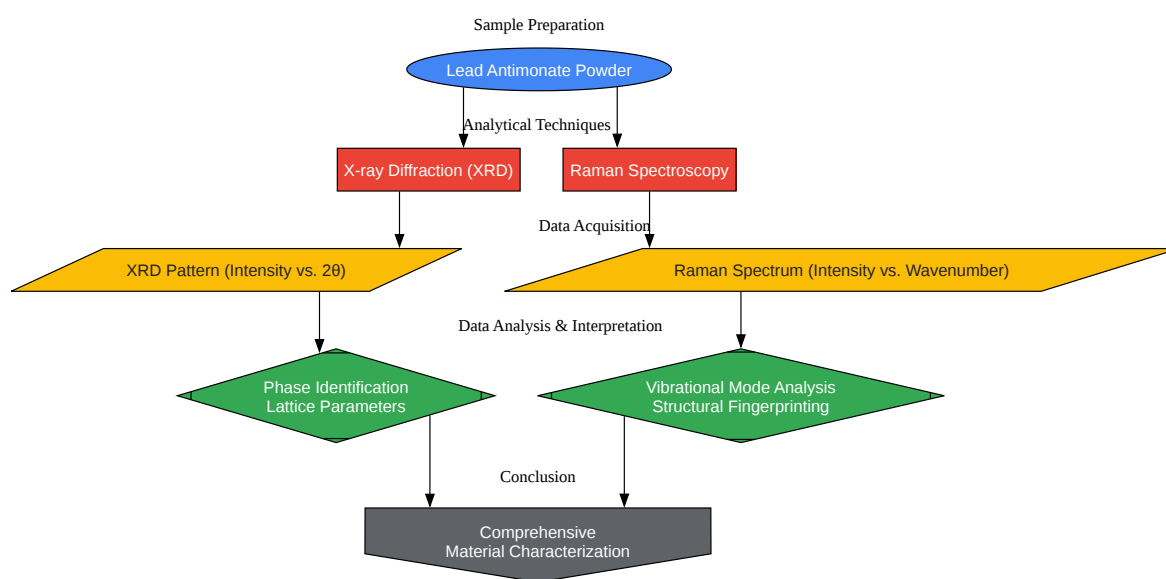 Sample Preparation
Lead Antimonate Powder
Analytical Techniques
X-ray Diffraction (XRD)
Raman Spectroscopy
Data Acquisition
XRD Pattern (Intensity vs. 2θ)
Raman Spectrum (Intensity vs. Wavenumber)
Data Analysis & Interpretation
Phase Identification
Lattice Parameters
Vibrational Mode Analysis
Structural Fingerprinting
Conclusion
Comprehensive
Material Characterization